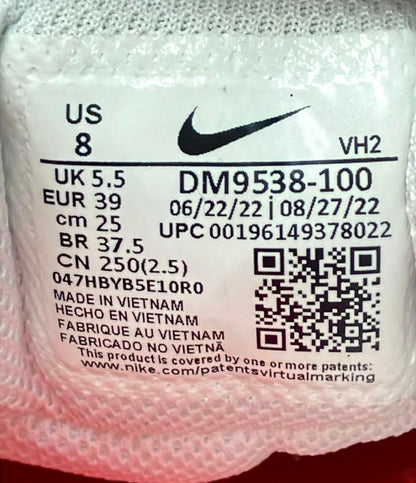 US
8
VH2
UK 5.5
EUR 39
cm 25
BR 37.5
CN 250(2.5)
DM9538-100
06/22/22 | 08/27/22
UPC 00196149378022
047HBYB5E10R0
MADE IN VIETNAM
HECHO EN VIETNAM
FABRIQUE AU VIETNAM
FABRICADO NO VIETNÃ
This product is covered by one or more patents.
www.nike.com/patentsvirtualmarking